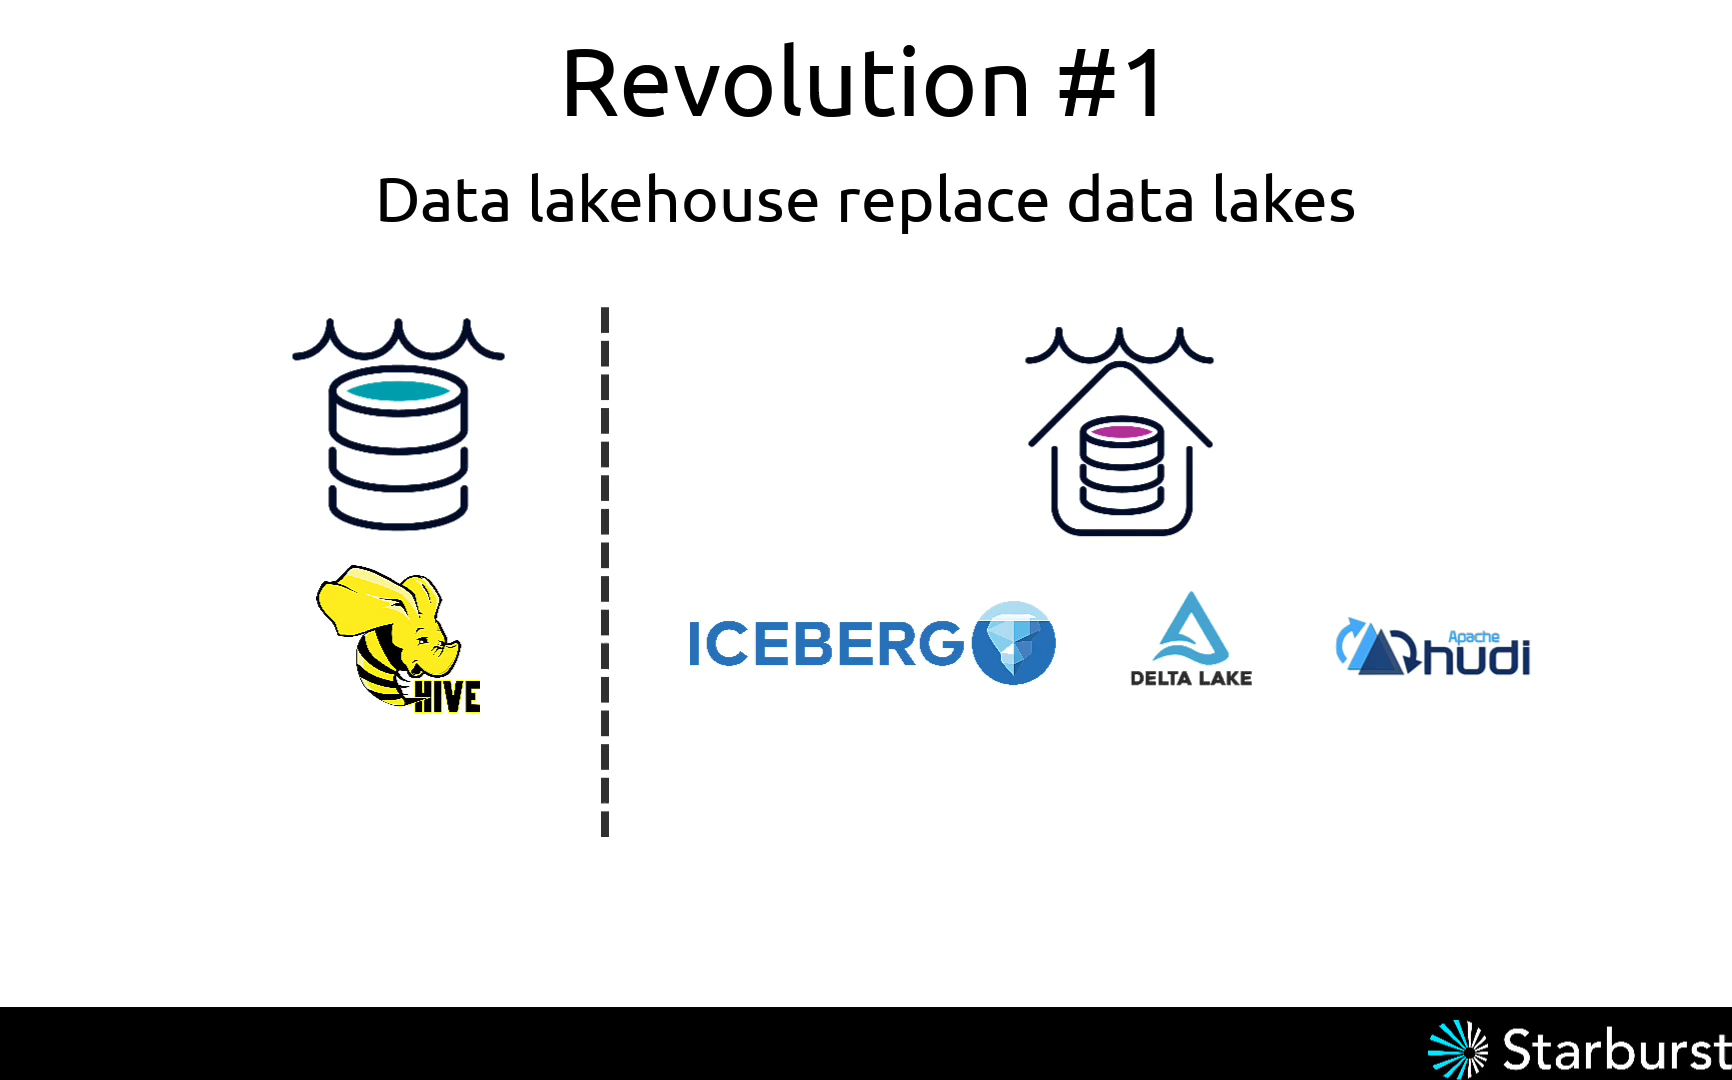 Revolution #1
Data lakehouse replace data lakes
HIVE
ICEBERG
DELTA LAKE
Apache
hudi
Starburst